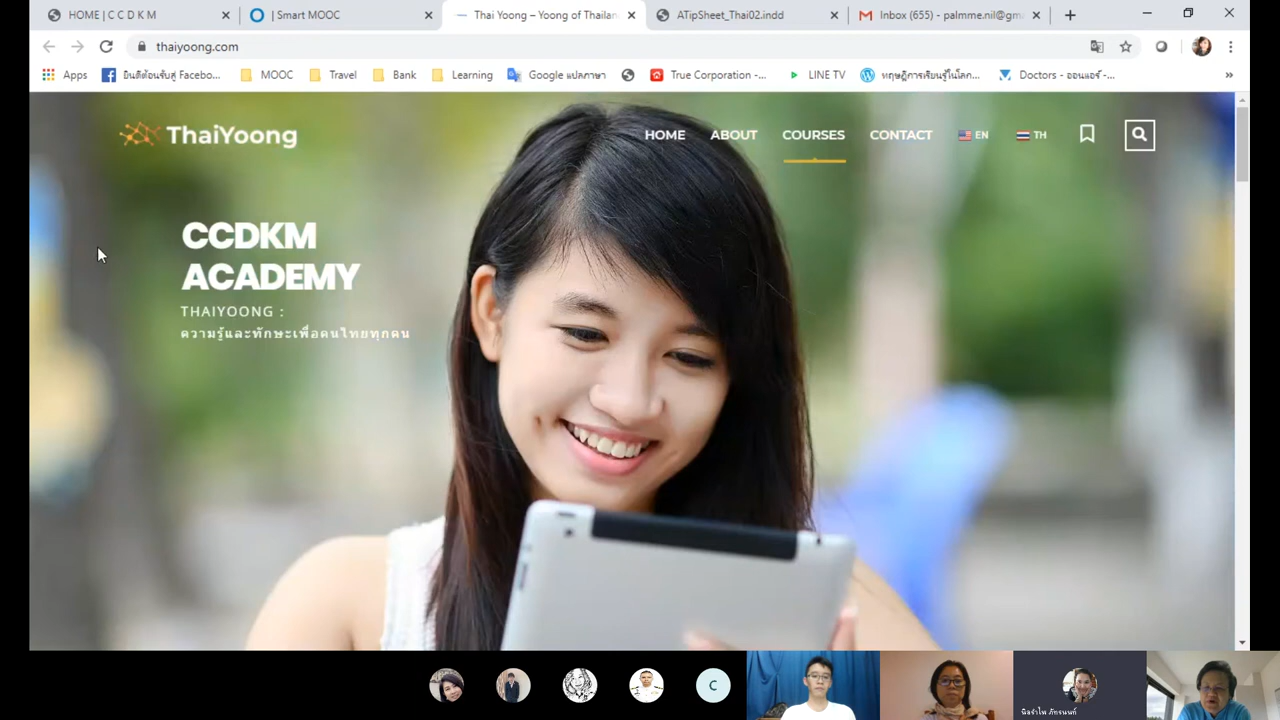 HOME | C C D K M
| Smart MOOC
Thai Yoong – Yoong of Thailan
ATipSheet_Thai02.indd
Inbox (655) - palmme.nil@gm
thaiyoong.com
Apps
ยินดีต้อนรับสู่ Facebo...
MOOC
Travel
Bank
Learning
Google แปลภาษา
True Corporation -...
LINE TV
ทฤษฎีการเรียนรู้ในโลก...
Doctors - ออนแอร์ -...
ThaiYoong
HOME
ABOUT
COURSES
CONTACT
EN
TH
CCDKM
ACADEMY
THAIYOONG :
ความรู้และทักษะเพื่อคนไทยทุกคน
C